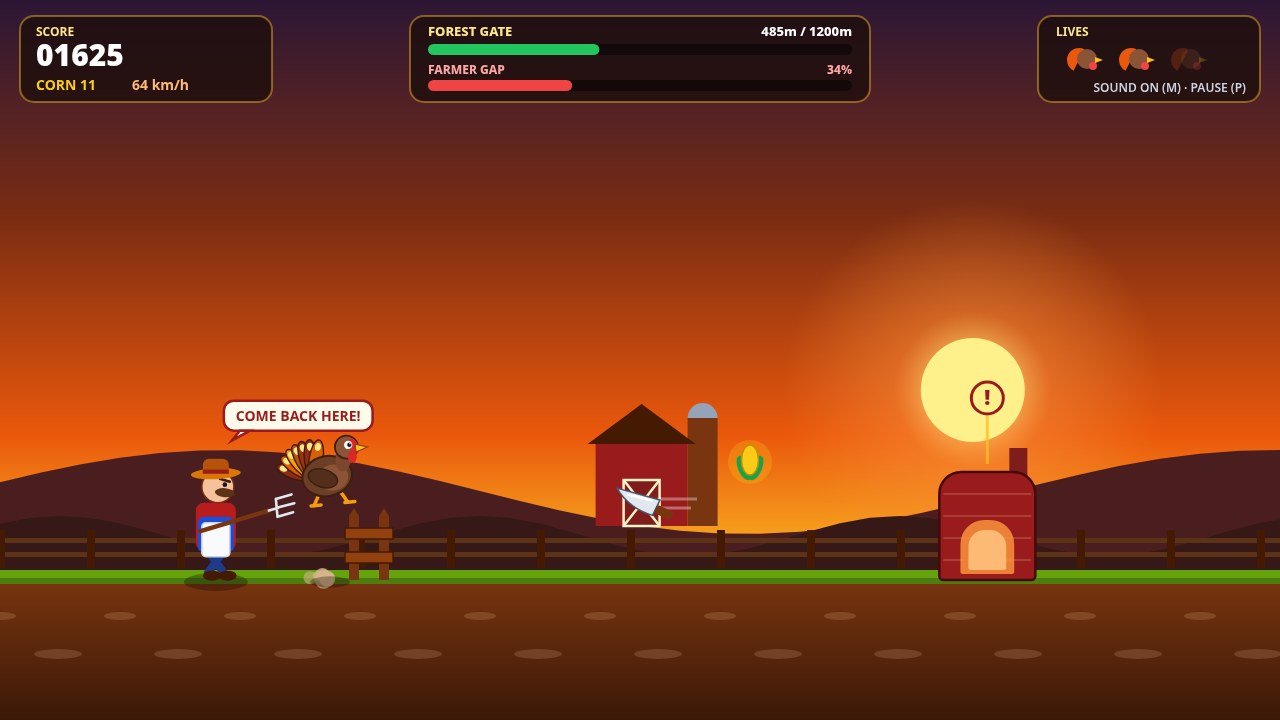 SCORE
01625
CORN 11 64 km/h
FOREST GATE 485m / 1200m
FARMER GAP 34%
LIVES
SOUND ON (M) · PAUSE (P)
COME BACK HERE!
!